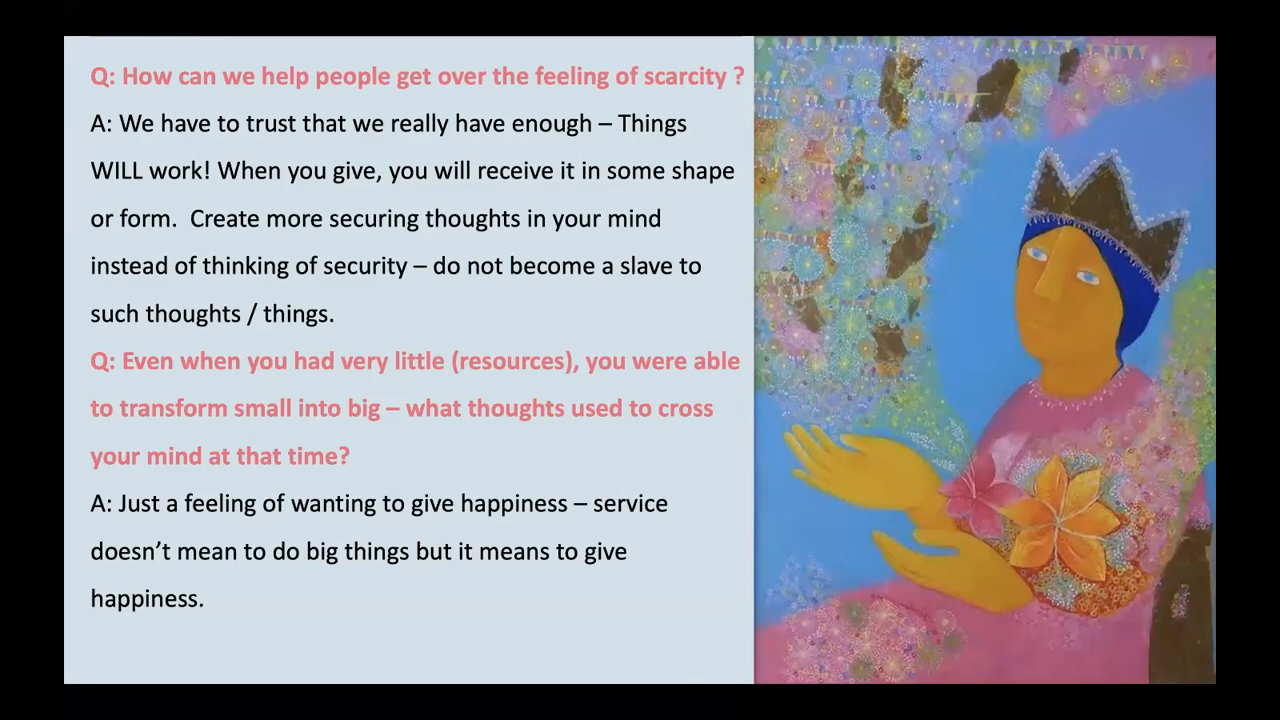 Q: How can we help people get over the feeling of scarcity ?
A: We have to trust that we really have enough – Things
WILL work! When you give, you will receive it in some shape
or form.  Create more securing thoughts in your mind
instead of thinking of security – do not become a slave to
such thoughts / things.
Q: Even when you had very little (resources), you were able
to transform small into big – what thoughts used to cross
your mind at that time?
A: Just a feeling of wanting to give happiness – service
doesn’t mean to do big things but it means to give
happiness.